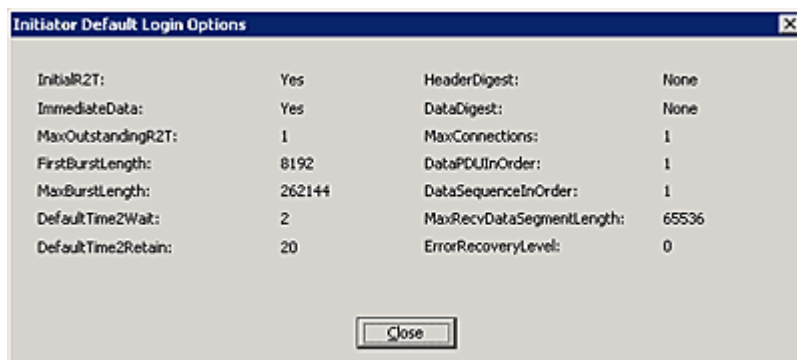 Initiator Default Login Options
InitialR2T: Yes HeaderDigest: None
ImmediateData: Yes DataDigest: None
MaxOutstandingR2T: 1 MaxConnections: 1
FirstBurstLength: 8192 DataPDUInOrder: 1
MaxBurstLength: 262144 DataSequenceInOrder: 1
DefaultTime2Wait: 2 MaxRecvDataSegmentLength: 65536
DefaultTime2Retain: 20 ErrorRecoveryLevel: 0
Close